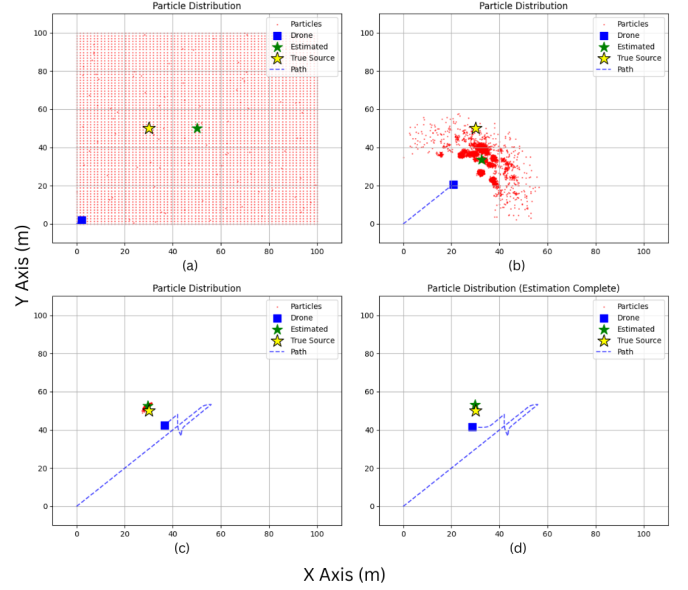 Particle Distribution
Particles
Drone
Estimated
True Source
Path
100
80
60
40
20
0
0 20 40 60 80 100
(a)
Particle Distribution
Particles
Drone
Estimated
True Source
Path
100
80
60
40
20
0
0 20 40 60 80 100
(b)
Y Axis (m)
Particle Distribution
Particles
Drone
Estimated
True Source
Path
100
80
60
40
20
0
0 20 40 60 80 100
(c)
Particle Distribution (Estimation Complete)
Particles
Drone
Estimated
True Source
Path
100
80
60
40
20
0
0 20 40 60 80 100
(d)
X Axis (m)